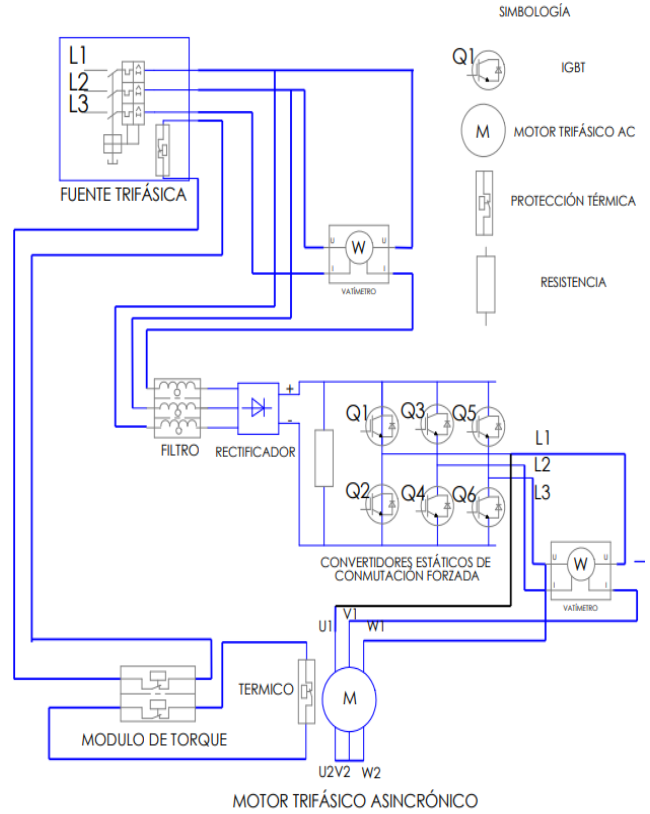 SIMBOLOGÍA
Q1
IGBT
M
MOTOR TRIFÁSICO AC
PROTECCIÓN TÉRMICA
RESISTENCIA
L1
L2
L3
FUENTE TRIFÁSICA
U
W
U
I
I
VATÍMETRO
FILTRO
RECTIFICADOR
+
-
Q1
Q3
Q5
Q2
Q4
Q6
L1
L2
L3
CONVERTIDORES ESTÁTICOS DE
CONMUTACIÓN FORZADA
U
W
U
I
I
VATÍMETRO
U1
V1
W1
TERMICO
M
MODULO DE TORQUE
U2V2
W2
MOTOR TRIFÁSICO ASINCRÓNICO